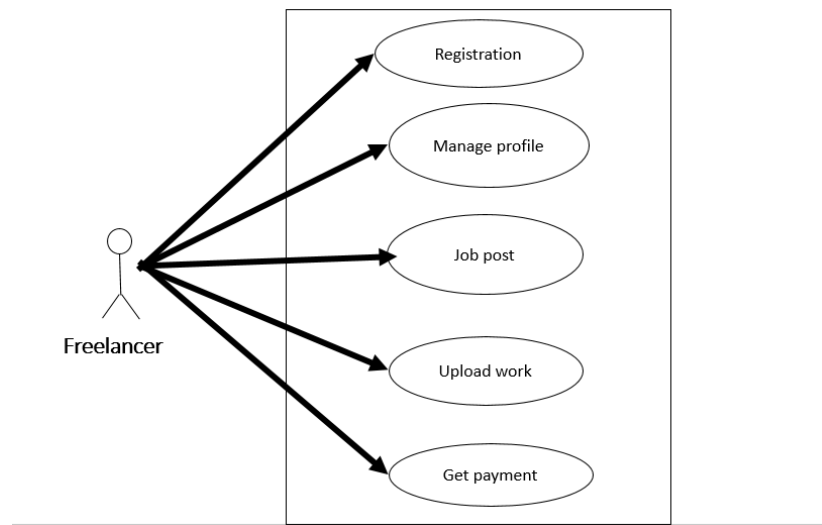 Registration
Manage profile
Job post
Freelancer
Upload work
Get payment